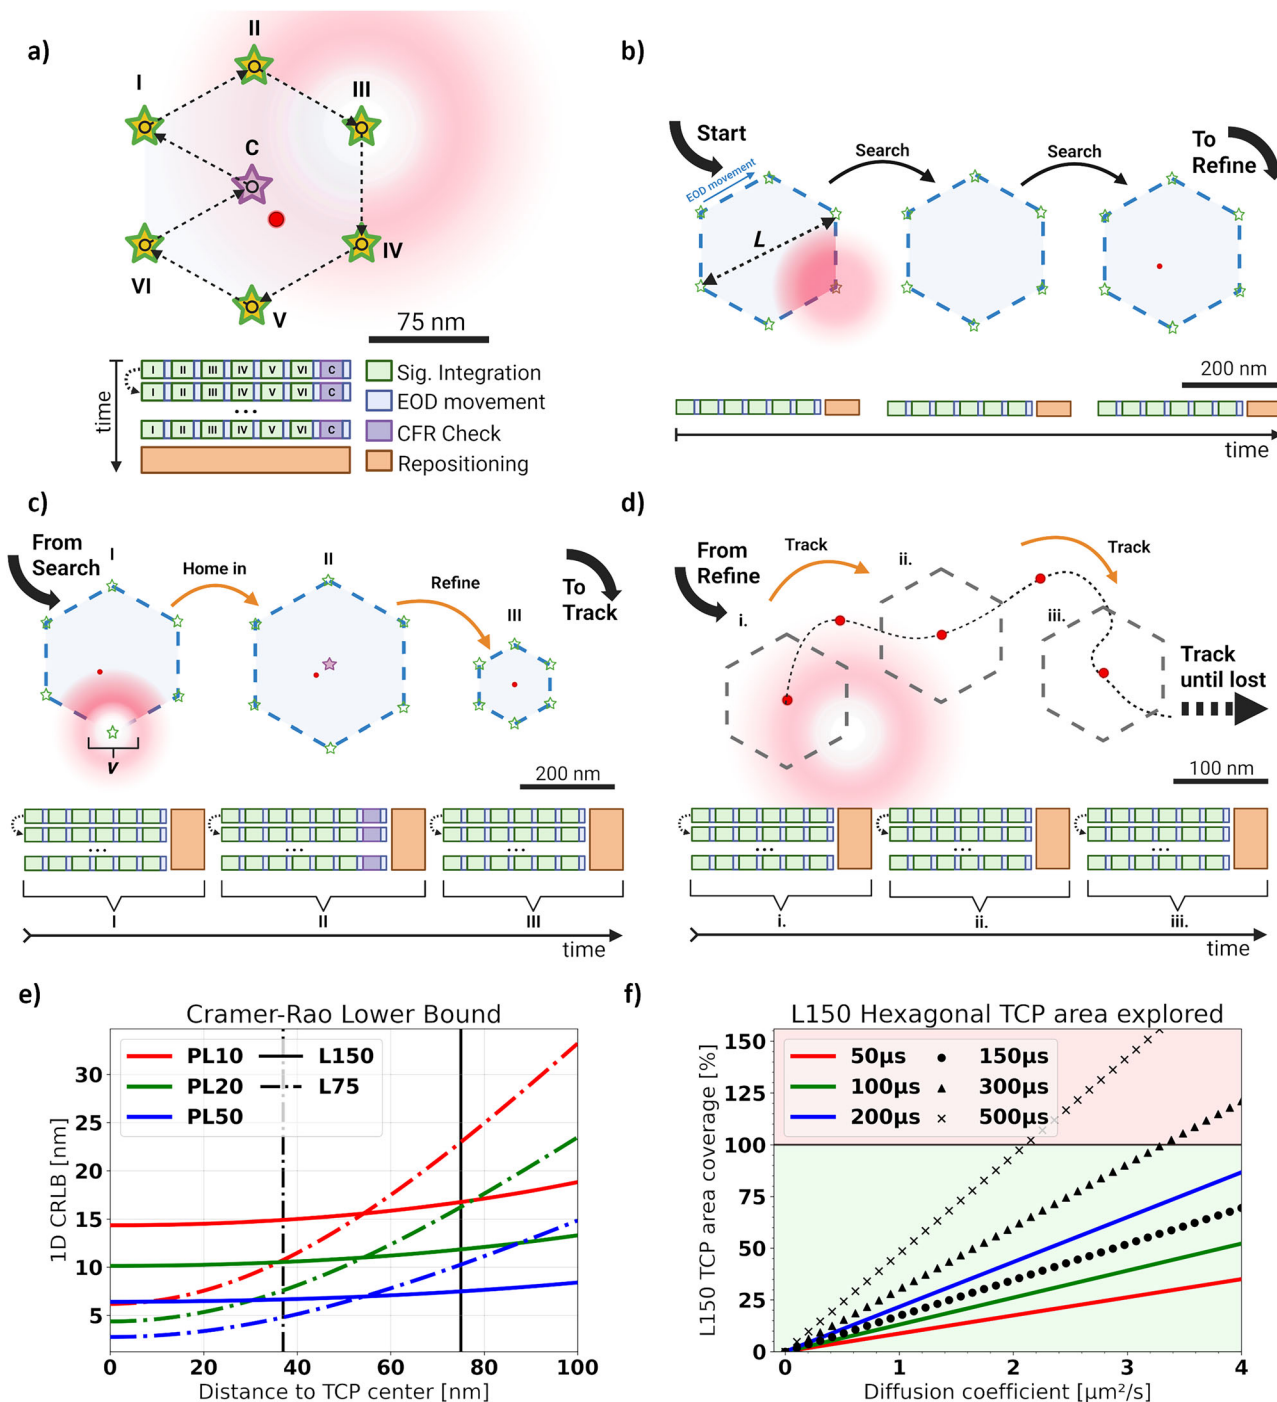 a)
I
II
III
C
VI
IV
V
75 nm
time
I II III IV V VI C
I II III IV V VI C
...
I II III IV V VI C
Sig. Integration
EOD movement
CFR Check
Repositioning
b)
Start
EOD movement
L
Search
Search
To
Refine
200 nm
time
c)
From
Search
I
Home in
II
Refine
III
To
Track
v
200 nm
...
...
...
I
II
III
time
d)
From
Refine
Track
Track
i.
ii.
iii.
Track
until lost
100 nm
...
...
...
i.
ii.
iii.
time
e)
Cramer-Rao Lower Bound
PL10
PL20
PL50
L150
L75
1D CRLB [nm]
30
25
20
15
10
5
0 20 40 60 80 100
Distance to TCP center [nm]
f)
L150 Hexagonal TCP area explored
50µs
100µs
200µs
150µs
300µs
500µs
L150 TCP area coverage [%]
150
125
100
75
50
25
0
0 1 2 3 4
Diffusion coefficient [µm²/s]